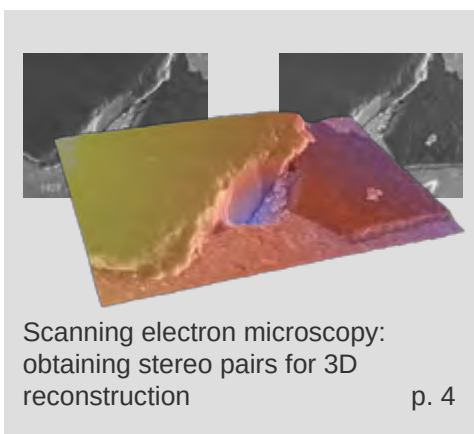 Scanning electron microscopy:
obtaining stereo pairs for 3D
reconstruction p. 4